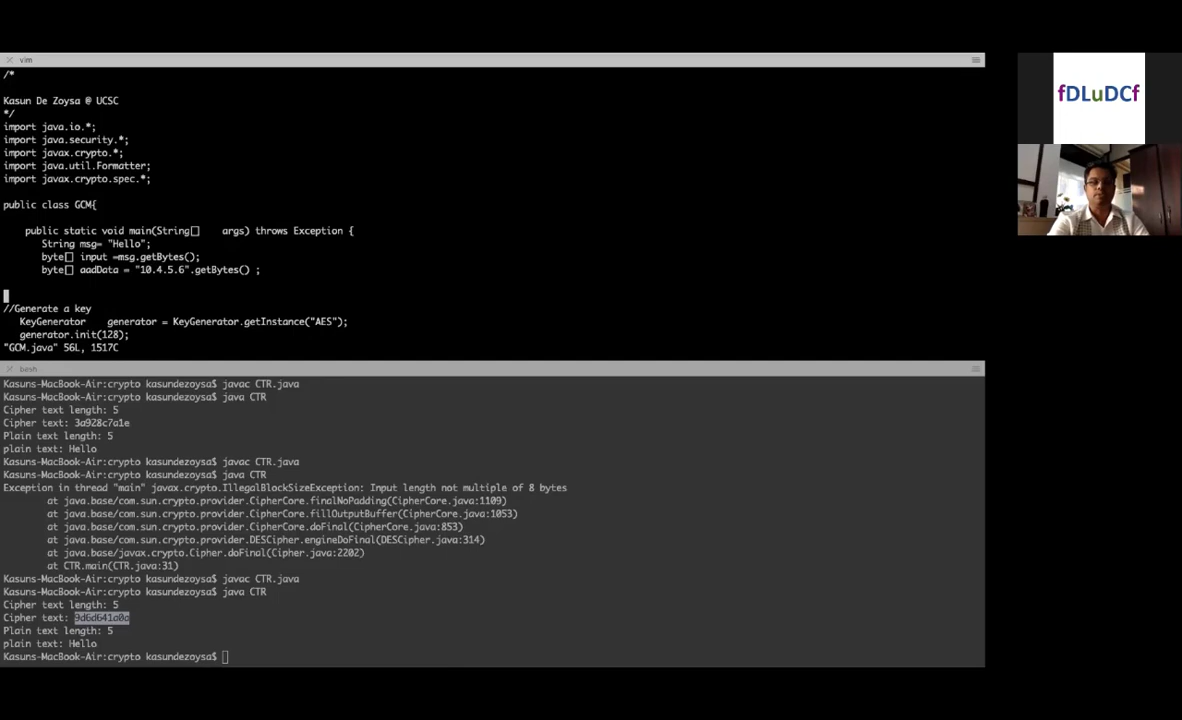 vim
/*
Kasun De Zoysa @ UCSC
*/
import java.io.*;
import java.security.*;
import javax.crypto.*;
import java.util.Formatter;
import javax.crypto.spec.*;
public class GCM{
public static void main(String[] args) throws Exception {
String msg= "Hello";
byte[] input =msg.getBytes();
byte[] aadData = "10.4.5.6".getBytes() ;
//Generate a key
KeyGenerator generator = KeyGenerator.getInstance("AES");
generator.init(128);
"GCM.java" 56L, 1517C
bash
Kasuns-MacBook-Air:crypto kasundezoysa$ javac CTR.java
Kasuns-MacBook-Air:crypto kasundezoysa$ java CTR
Cipher text length: 5
Cipher text: 3a928c7a1e
Plain text length: 5
plain text: Hello
Kasuns-MacBook-Air:crypto kasundezoysa$ javac CTR.java
Kasuns-MacBook-Air:crypto kasundezoysa$ java CTR
Exception in thread "main" javax.crypto.IllegalBlockSizeException: Input length not multiple of 8 bytes
at java.base/com.sun.crypto.provider.CipherCore.finalNoPadding(CipherCore.java:1109)
at java.base/com.sun.crypto.provider.CipherCore.fillOutputBuffer(CipherCore.java:1053)
at java.base/com.sun.crypto.provider.CipherCore.doFinal(CipherCore.java:853)
at java.base/com.sun.crypto.provider.DESCipher.engineDoFinal(DESCipher.java:314)
at java.base/javax.crypto.Cipher.doFinal(Cipher.java:2202)
at CTR.main(CTR.java:31)
Kasuns-MacBook-Air:crypto kasundezoysa$ javac CTR.java
Kasuns-MacBook-Air:crypto kasundezoysa$ java CTR
Cipher text length: 5
Cipher text: 9d6d641a0a
Plain text length: 5
plain text: Hello
Kasuns-MacBook-Air:crypto kasundezoysa$
fDLuDCf